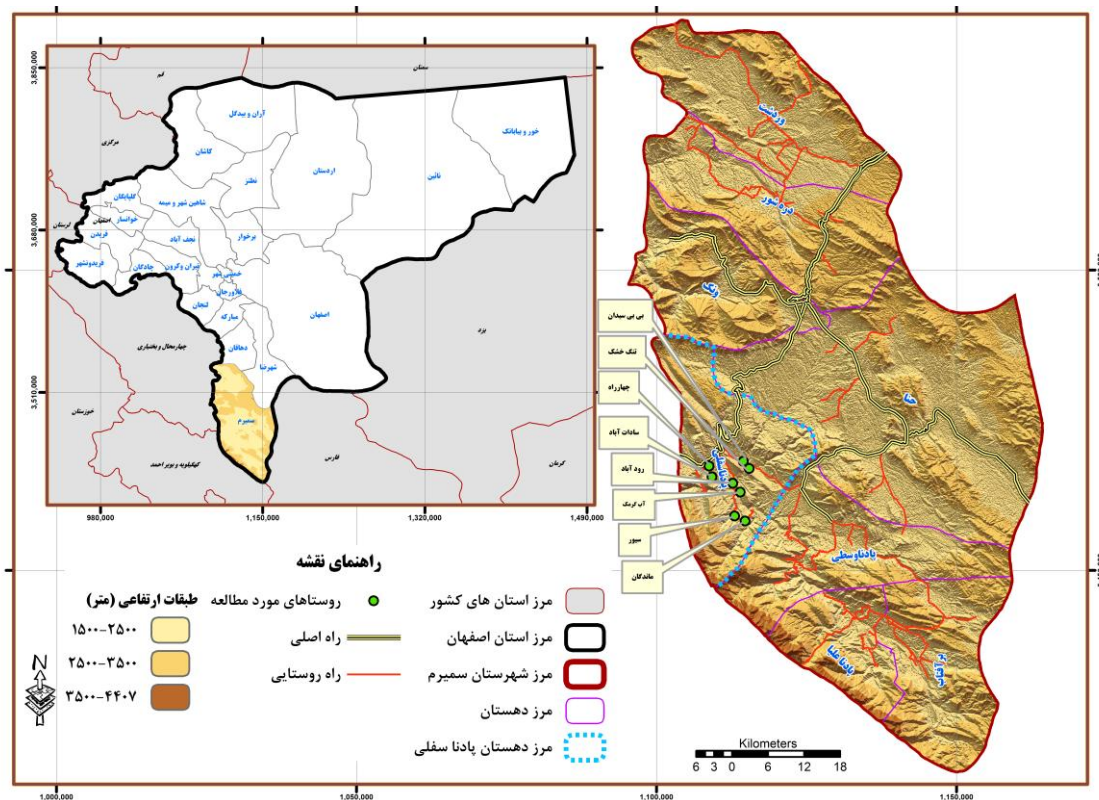 3,850,000
3,680,000
3,510,000
980,000
1,150,000
1,320,000
1,490,000
قم
سمنان
مرکزی
لرستان
اصفهان
چهارمحال و بختیاری
خوزستان
کهکیلویه و بویر احمد
فارس
یزد
کرمان
آران و بیدگل
کاشان
نطنز
اردستان
نائین
خور و بیابانک
گلپایگان
خوانسار
فریدن
فریدونشهر
چادگان
شاهین شهر و میمه
نجف آباد
تیران و کرون
برخوار
خمینی شهر
فلاورجان
لنجان
مبارکه
اصفهان
دهاقان
شهرضا
سمیرم
وردشت
دره شور
ونک
حنا
پادنا سفلی
پادنا وسطی
پادنا علیا
برآفتاب
بی بی سیدان
تنگ خشک
چهارراه
سادات آباد
رود آباد
آب گرمک
سیور
ماندگان
راهنمای نقشه
مرز استان های کشور
مرز استان اصفهان
مرز شهرستان سمیرم
مرز دهستان
مرز دهستان پادنا سفلی
روستاهای مورد مطالعه
راه اصلی
راه روستایی
طبقات ارتفاعی (متر)
۱۵۰۰-۲۵۰۰
۲۵۰۰-۳۵۰۰
۳۵۰۰-۴۴۰۷
N
Kilometers
6 3 0 6 12 18
1,000,000
1,050,000
1,100,000
1,150,000